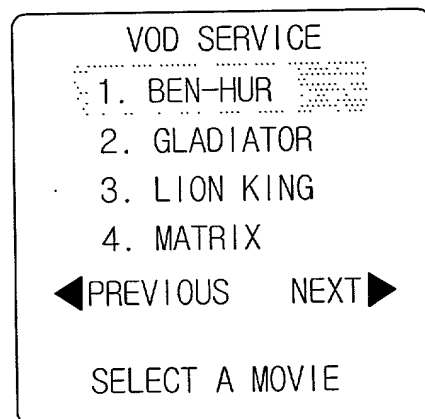 VOD SERVICE
1. BEN-HUR
2. GLADIATOR
3. LION KING
4. MATRIX
◀PREVIOUS NEXT▶
SELECT A MOVIE